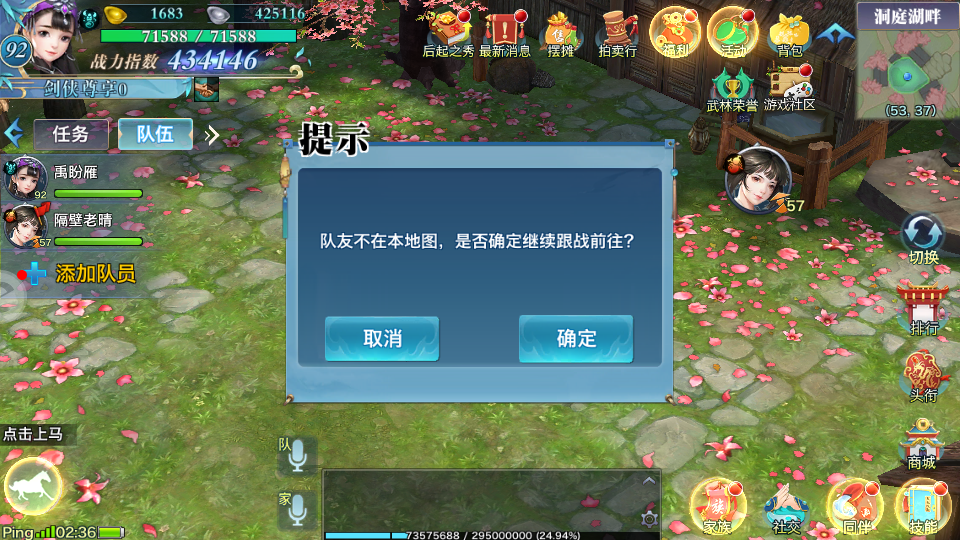 92
1683
425116
71588 / 71588
战力指数 434146
剑侠尊享0
后起之秀
最新消息
摆摊
拍卖行
福利
活动
背包
洞庭湖畔
武林荣誉
游戏社区
(53, 37)
任务
队伍
禹盼雁
92
隔壁老晴
57
添加队员
提示
队友不在本地图，是否确定继续跟战前往？
取消
确定
57
切换
排行
头衔
商城
点击上马
队
家
家族
社交
同伴
技能
Ping
02:36
73575688 / 295000000 (24.94%)